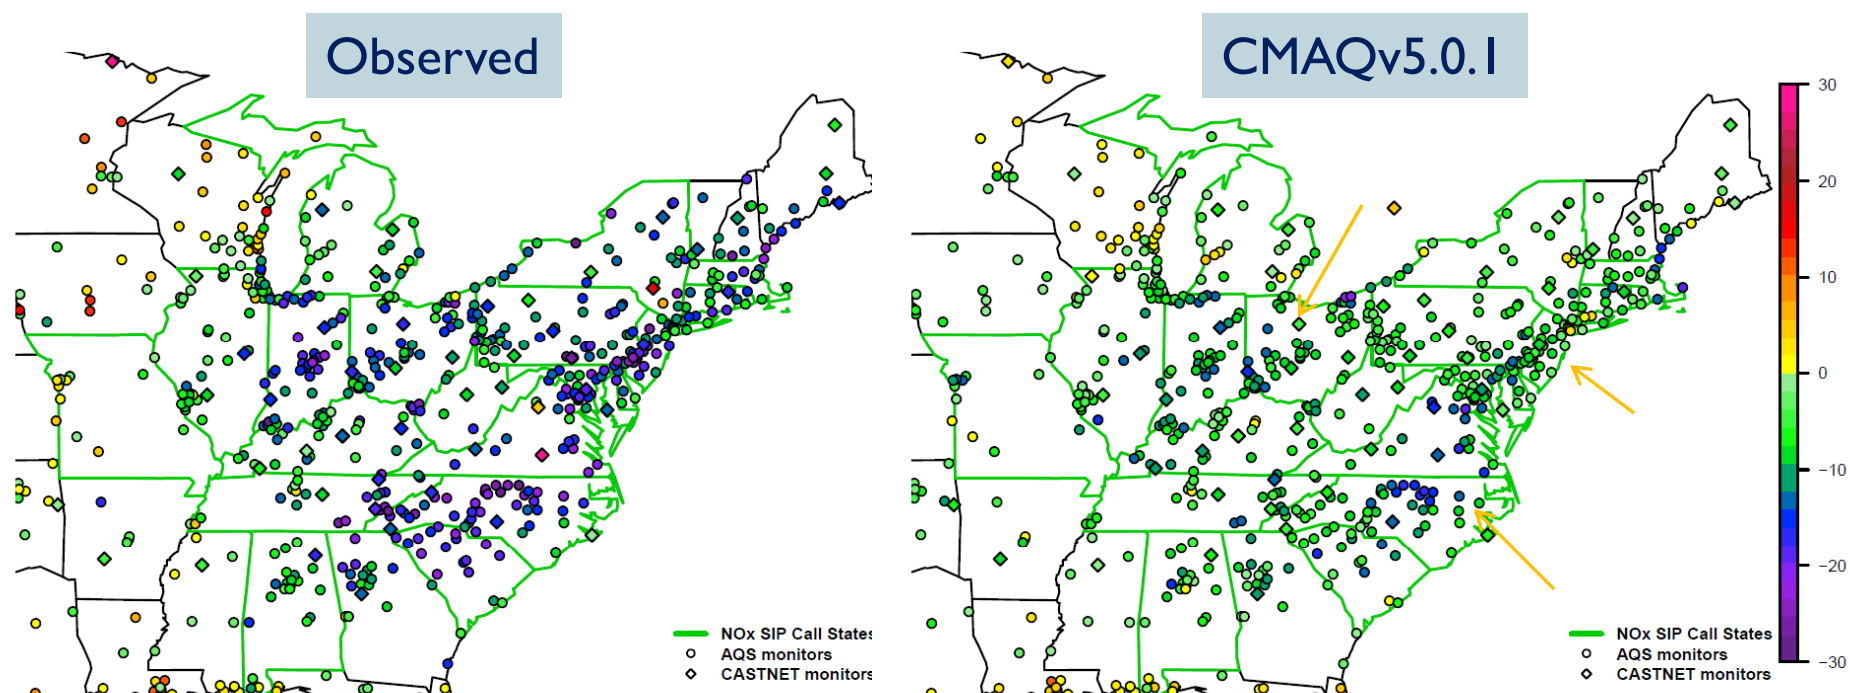 Observed
CMAQv5.0.1
30
20
10
0
−10
−20
−30
NOx SIP Call States
AQS monitors
CASTNET monitors
NOx SIP Call States
AQS monitors
CASTNET monitors